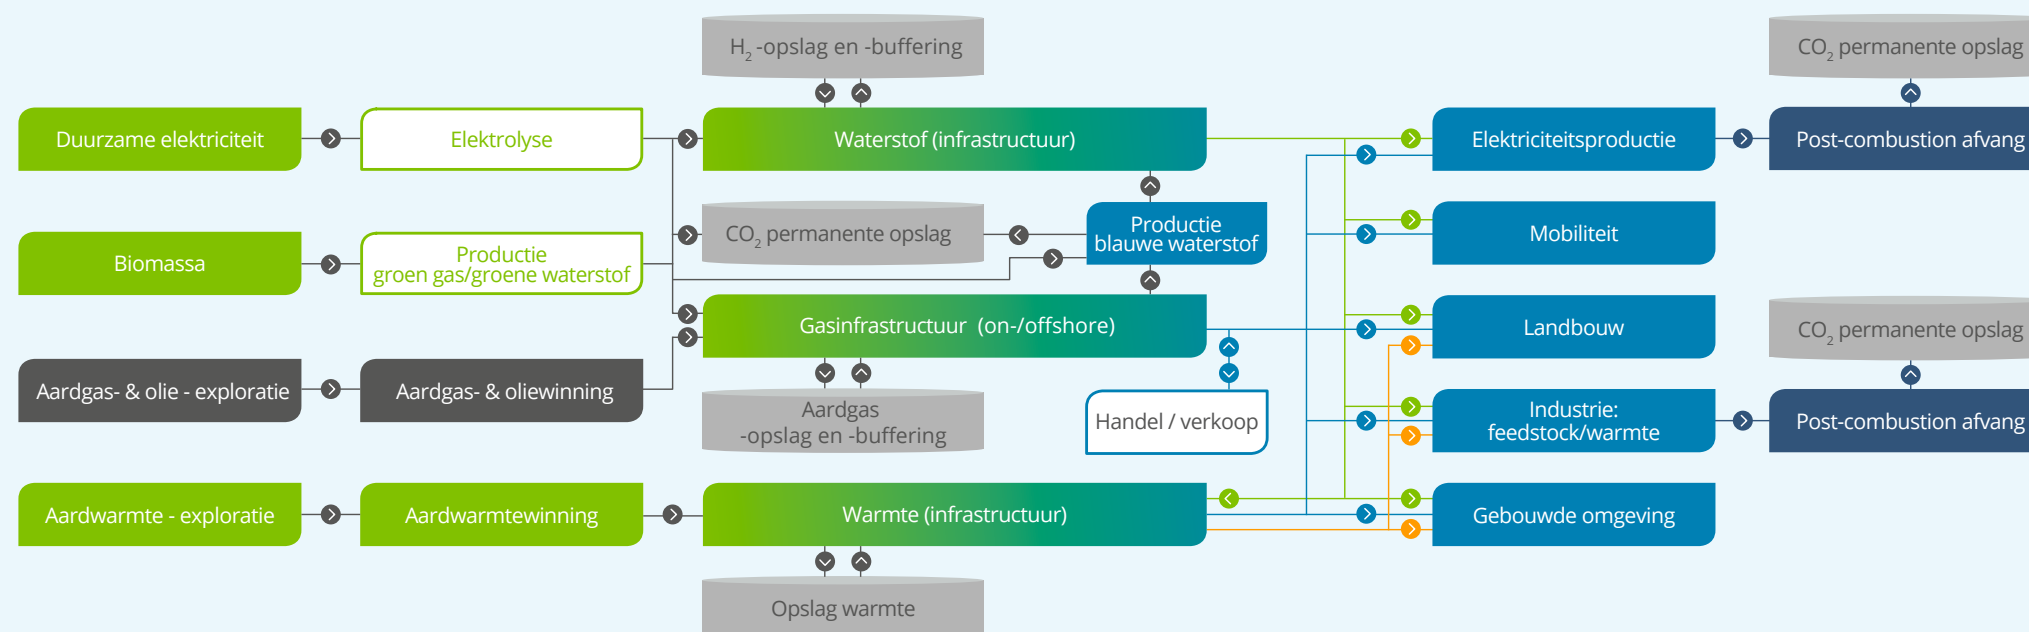 H₂ -opslag en -buffering
CO₂ permanente opslag
Duurzame elektriciteit
Elektrolyse
Waterstof (infrastructuur)
Elektriciteitsproductie
Post-combustion afvang
Biomassa
Productie
groen gas/groene waterstof
CO₂ permanente opslag
Productie
blauwe waterstof
Mobiliteit
Gasinfrastructuur (on-/offshore)
Landbouw
CO₂ permanente opslag
Aardgas- & olie - exploratie
Aardgas- & oliewinning
Aardgas
-opslag en -buffering
Handel / verkoop
Industrie:
feedstock/warmte
Post-combustion afvang
Aardwarmte - exploratie
Aardwarmtewinning
Warmte (infrastructuur)
Gebouwde omgeving
Opslag warmte